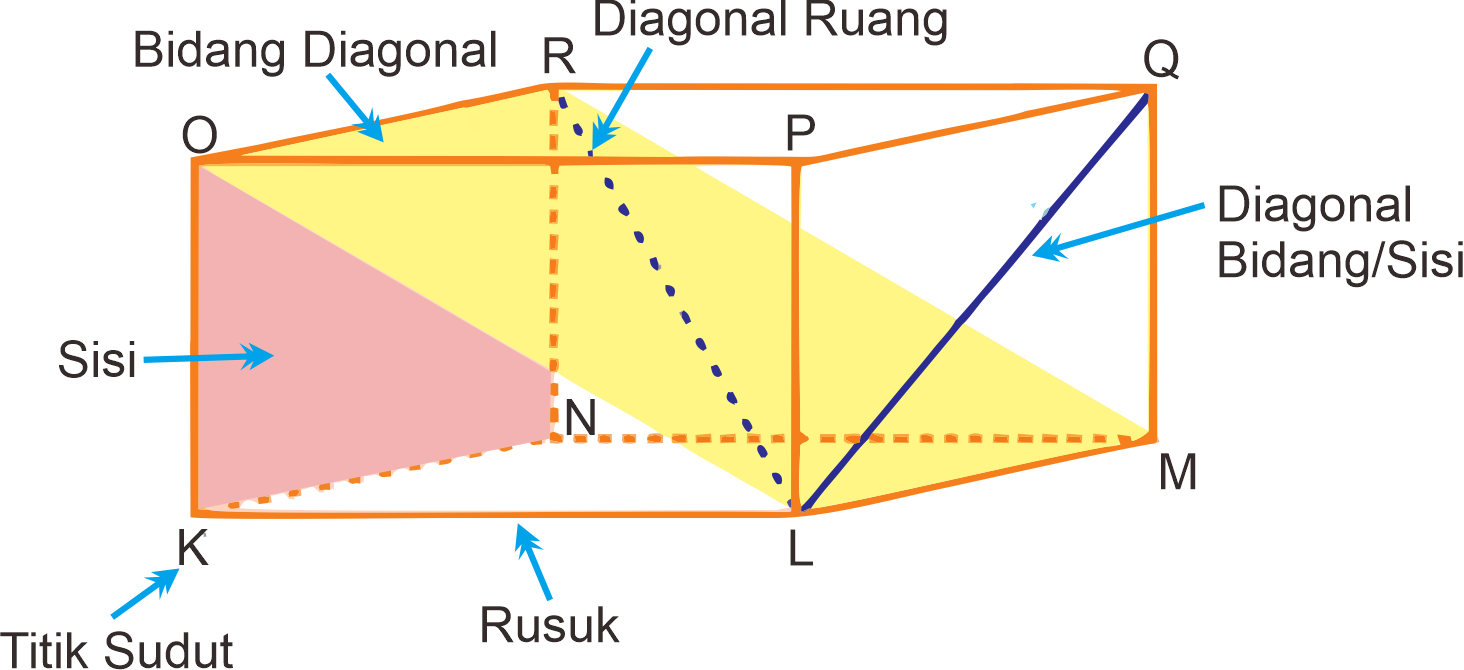 Diagonal Ruang
Bidang Diagonal
R
Q
O
P
Diagonal
Bidang/Sisi
Sisi
N
M
K
L
Rusuk
Titik Sudut